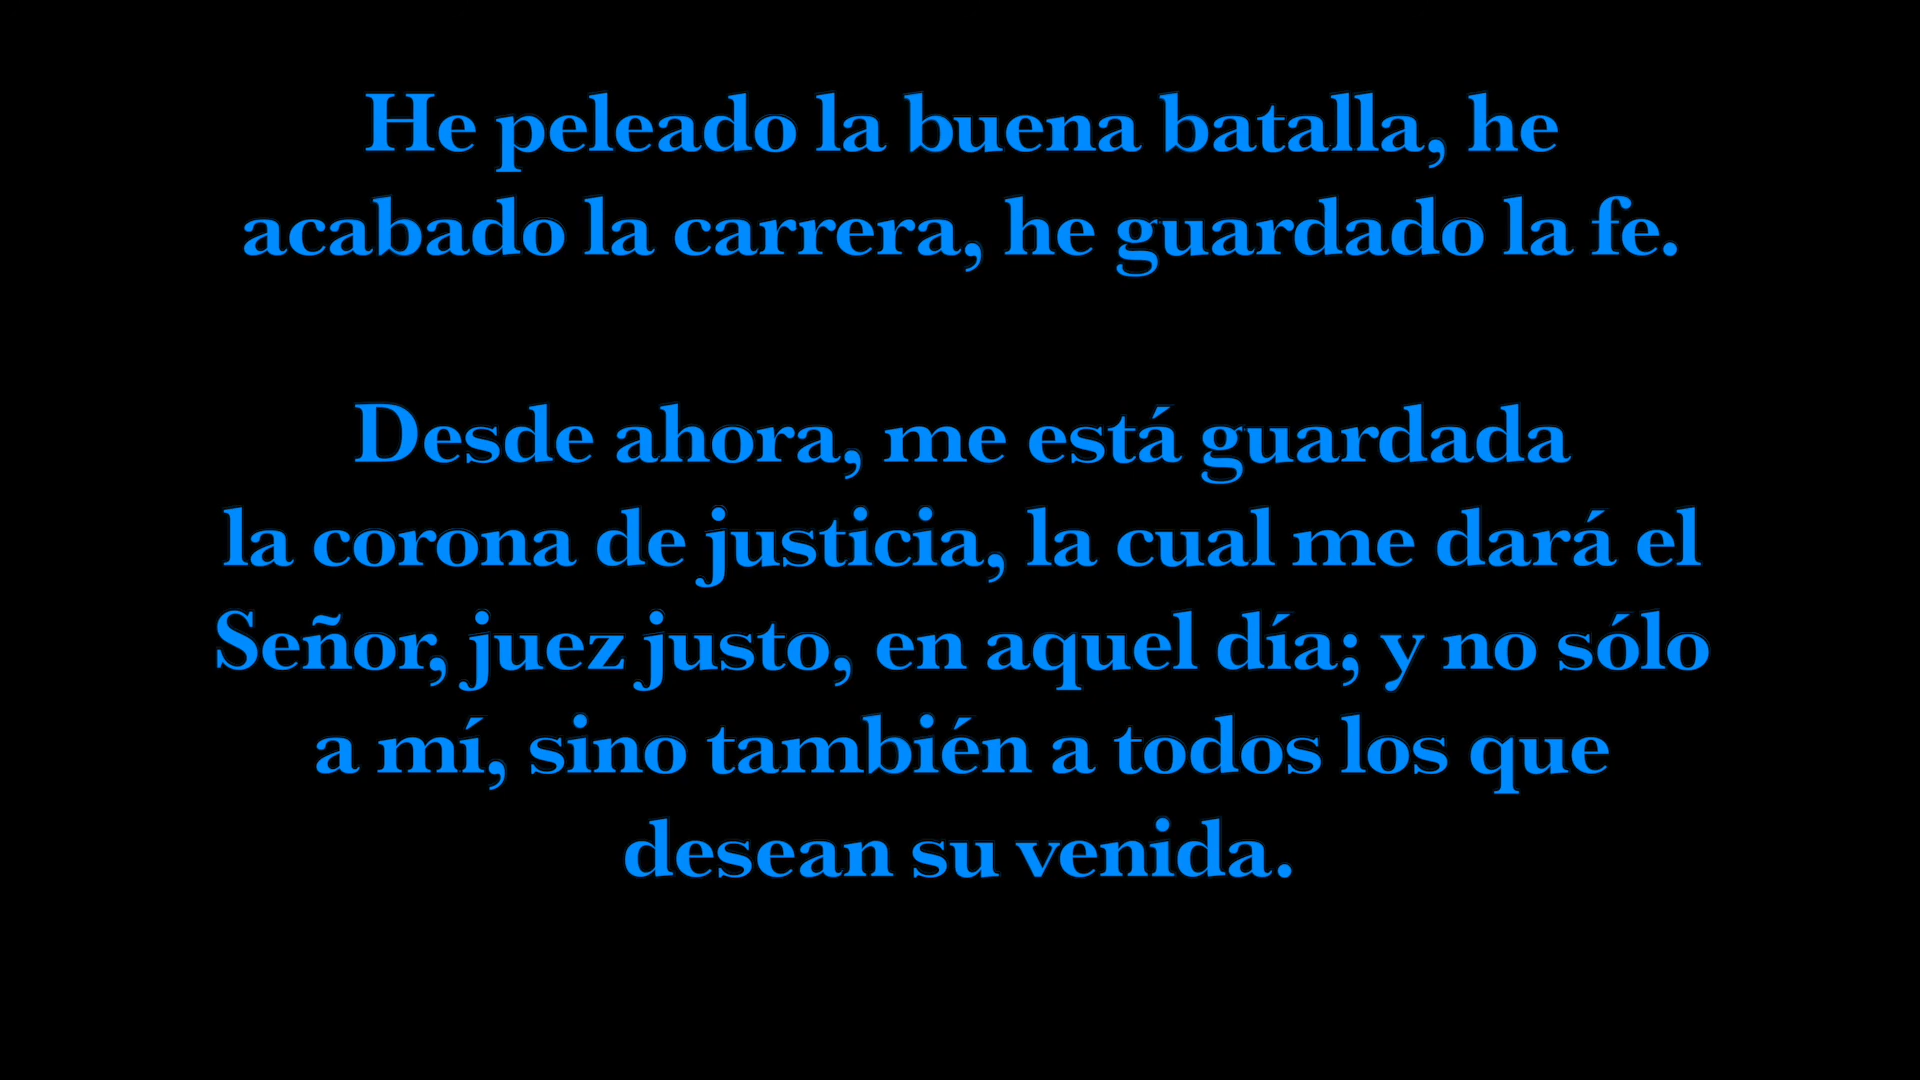 He peleado la buena batalla, he
acabado la carrera, he guardado la fe.
Desde ahora, me está guardada
la corona de justicia, la cual me dará el
Señor, juez justo, en aquel día; y no sólo
a mí, sino también a todos los que
desean su venida.